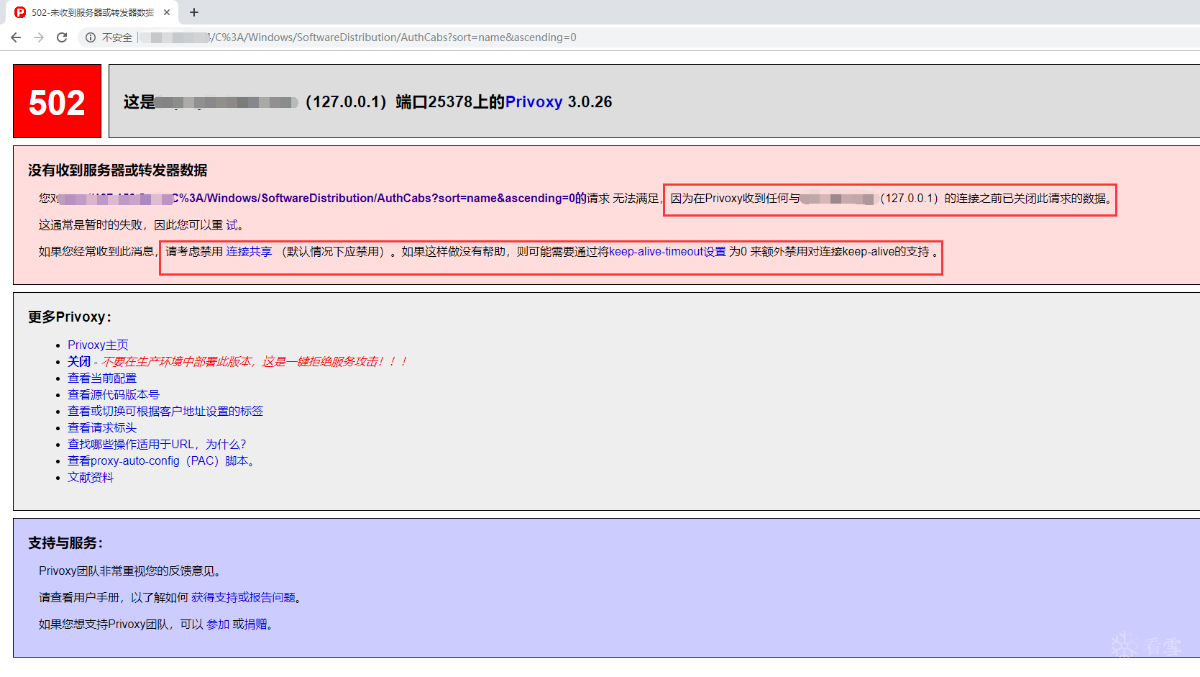 502-未收到服务器或转发器数据
不安全 /C%3A/Windows/SoftwareDistribution/AuthCabs?sort=name&ascending=0
502
这是 （127.0.0.1）端口25378上的Privoxy 3.0.26
没有收到服务器或转发器数据
您对 C%3A/Windows/SoftwareDistribution/AuthCabs?sort=name&ascending=0的请求 无法满足，因为在Privoxy收到任何与 （127.0.0.1）的连接之前已关闭此请求的数据。
这通常是暂时的失败，因此您可以重 试。
如果您经常收到此消息，请考虑禁用 连接共享 （默认情况下应禁用）。如果这样做没有帮助，则可能需要通过将keep-alive-timeout设置 为0 来额外禁用对连接keep-alive的支持 。
更多Privoxy：
Privoxy主页
关闭 - 不要在生产环境中部署此版本，这是一键拒绝服务攻击！！！
查看当前配置
查看源代码版本号
查看或切换可根据客户地址设置的标签
查看请求标头
查找哪些操作适用于URL，为什么?
查看proxy-auto-config（PAC）脚本。
文献资料
支持与服务：
Privoxy团队非常重视您的反馈意见。
请查看用户手册，以了解如何 获得支持或报告问题。
如果您想支持Privoxy团队，可以 参加 或捐赠。
看雪